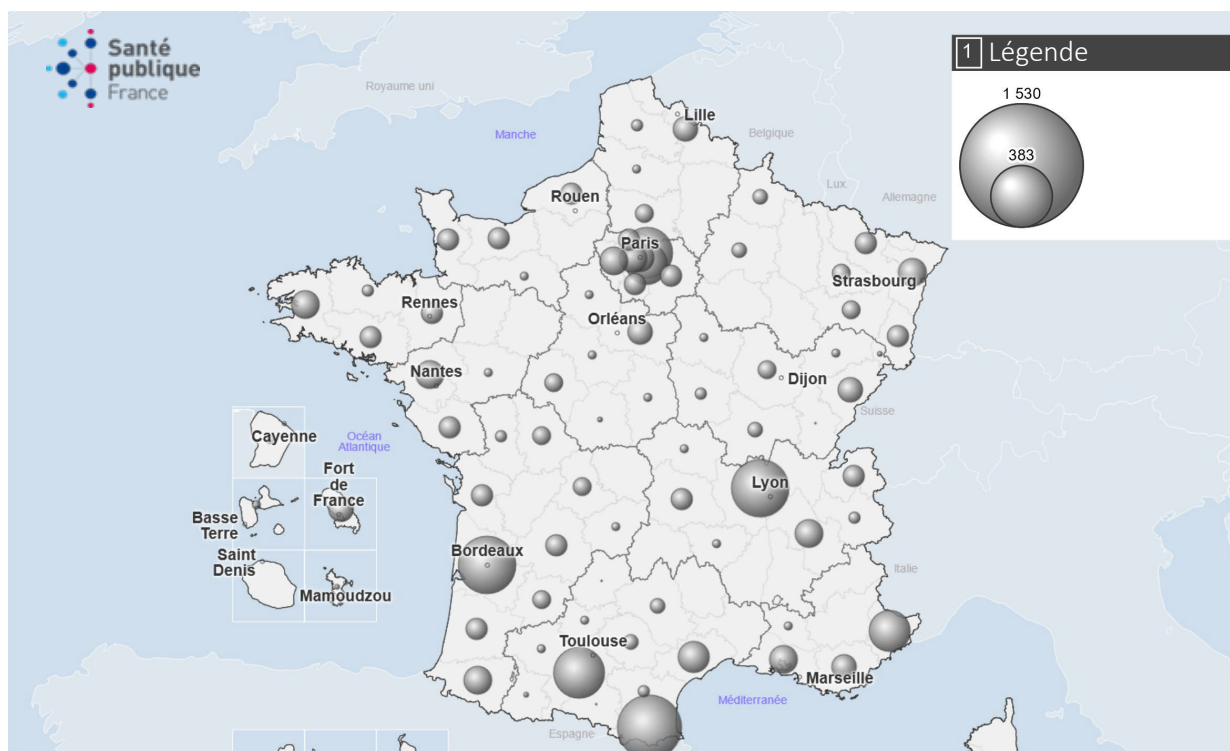 Santé
publique
France
1 Légende
1 530
383
Royaume uni
Manche
Lille
Belgique
Lux.
Allemagne
Rouen
Paris
Strasbourg
Rennes
Orléans
Nantes
Dijon
Suisse
Cayenne
Océan
Atlantique
Fort
de
France
Basse
Terre
Saint
Denis
Mamoudzou
Lyon
Bordeaux
Italie
Toulouse
Marseille
Méditerranée
Espagne